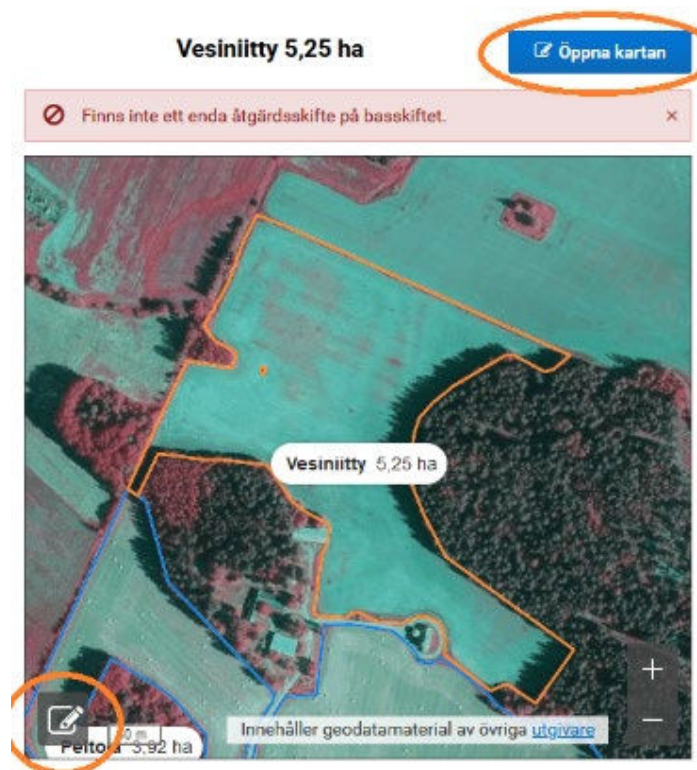 Vesiniitty 5,25 ha
Öppna kartan
Finns inte ett enda åtgärdsskifte på basskiftet.
×
Vesiniitty 5,25 ha
+
−
Innehåller geodatamaterial av övriga utgivare
3,92 ha